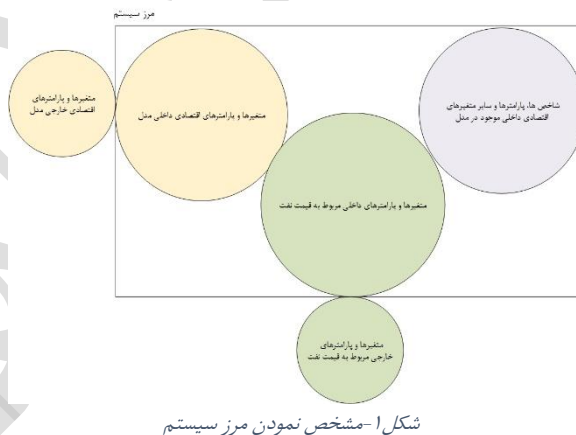 مرز سیستم
متغیرها و پارامترهای
اقتصادی خارجی مدل
متغیرها و پارامترهای اقتصادی داخلی مدل
شاخص ها، پارامترها و سایر متغیرهای
اقتصادی داخلی موجود در مدل
متغیرها و پارامترهای داخلی مربوط به قیمت نفت
متغیرها و پارامترهای
خارجی مربوط به قیمت نفت
شکل۱-مشخص نمودن مرز سیستم